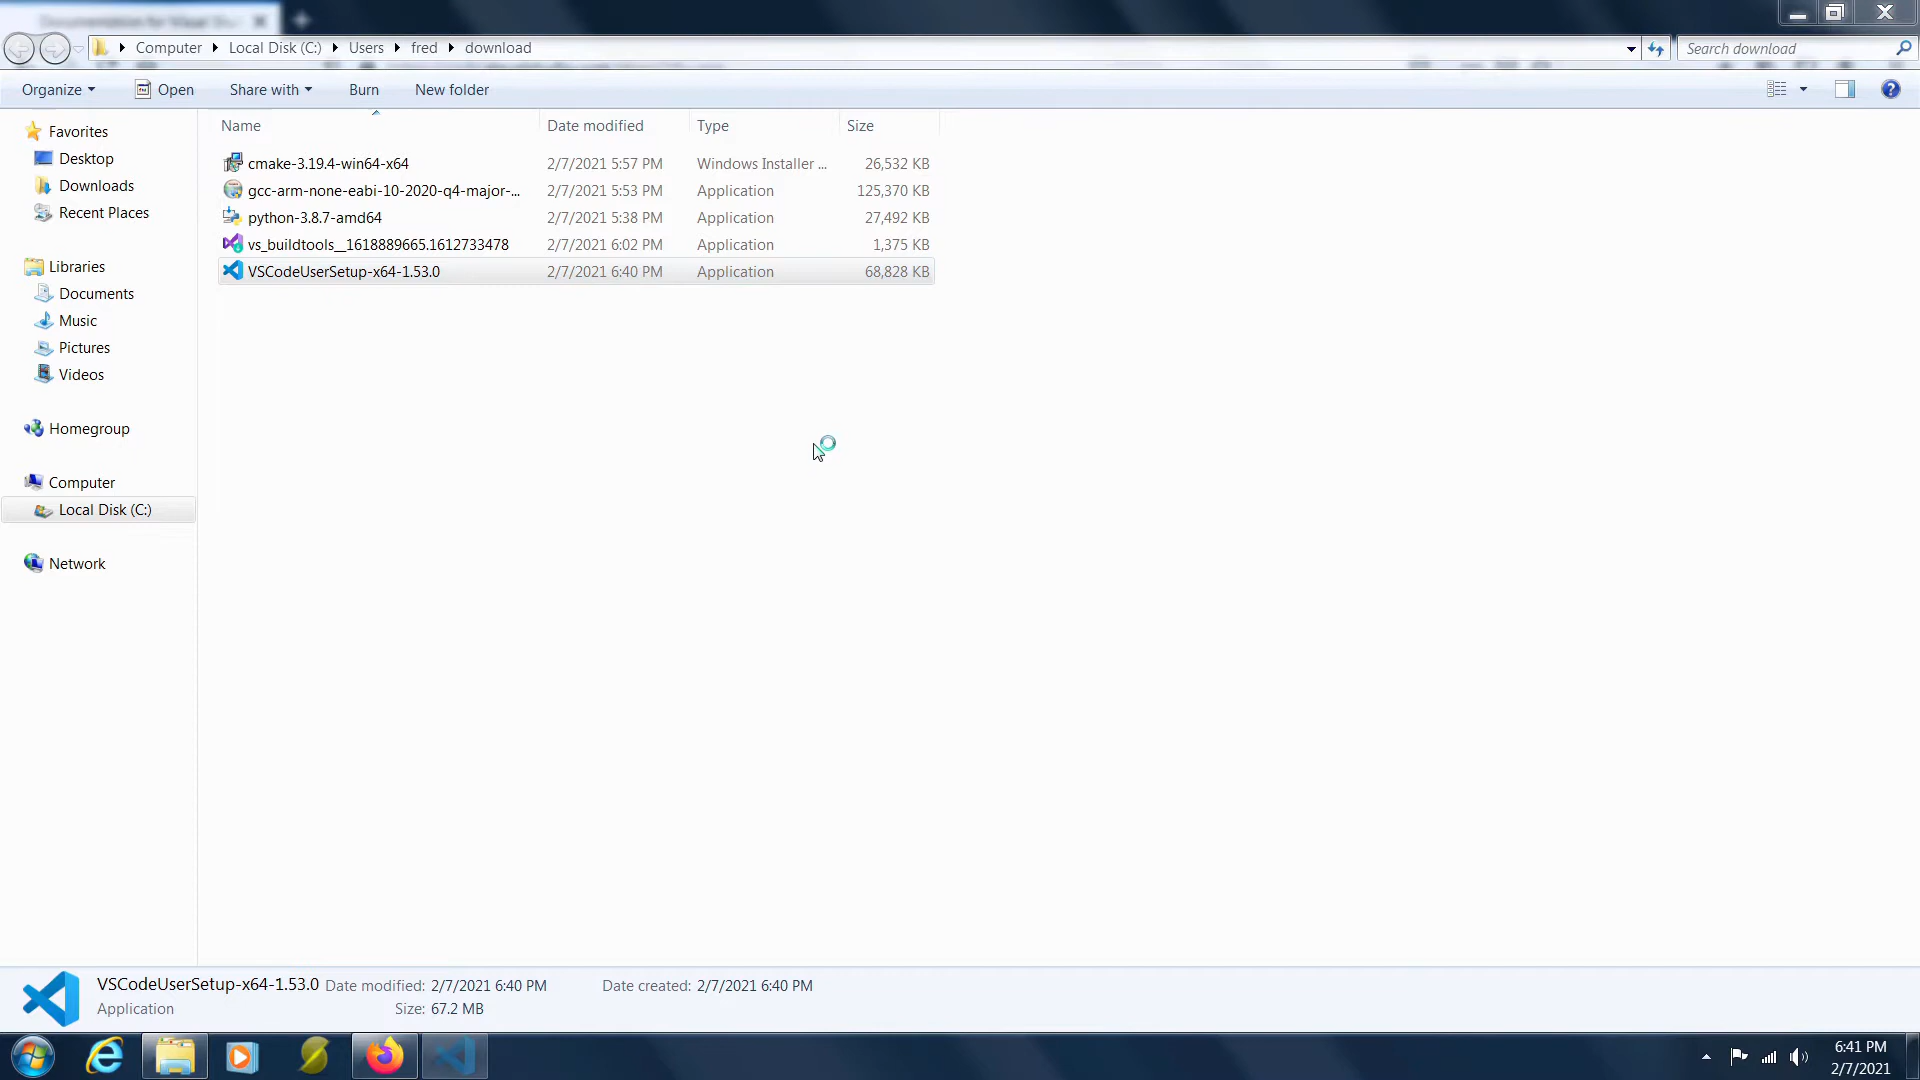 Computer Local Disk (C:) Users fred download Search download
Organize Open Share with Burn New folder
Name Date modified Type Size
Favorites
Desktop
Downloads
Recent Places
Libraries
Documents
Music
Pictures
Videos
Homegroup
Computer
Local Disk (C:)
Network
cmake-3.19.4-win64-x64 2/7/2021 5:57 PM Windows Installer ... 26,532 KB
gcc-arm-none-eabi-10-2020-q4-major-... 2/7/2021 5:53 PM Application 125,370 KB
python-3.8.7-amd64 2/7/2021 5:38 PM Application 27,492 KB
vs_buildtools__1618889665.1612733478 2/7/2021 6:02 PM Application 1,375 KB
VSCodeUserSetup-x64-1.53.0 2/7/2021 6:40 PM Application 68,828 KB
VSCodeUserSetup-x64-1.53.0 Date modified: 2/7/2021 6:40 PM Date created: 2/7/2021 6:40 PM
Application Size: 67.2 MB
6:41 PM
2/7/2021